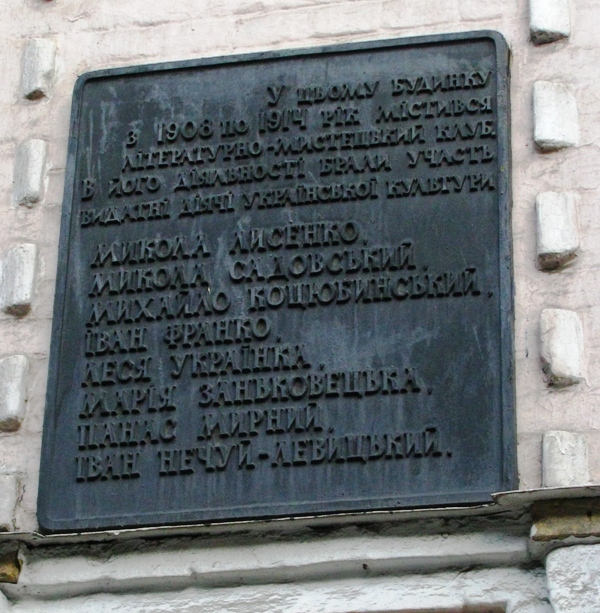 У цьому будинку
з 1908 по 1914 рік містився
літературно-мистецький клуб.
В його діяльності брали участь
видатні діячі української культури
Микола Лисенко,
Микола Садовський,
Михайло Коцюбинський,
Іван Франко,
Леся Українка,
Марія Заньковецька,
Панас Мирний,
Іван Нечуй-Левицький.